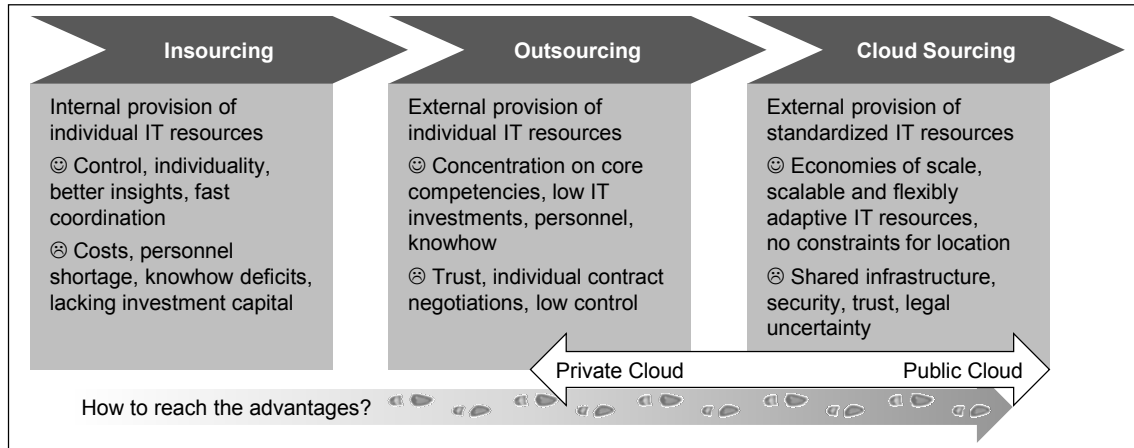 Insourcing
Internal provision of
individual IT resources
☺ Control, individuality,
better insights, fast
coordination
☹ Costs, personnel
shortage, knowhow deficits,
lacking investment capital
Outsourcing
External provision of
individual IT resources
☺ Concentration on core
competencies, low IT
investments, personnel,
knowhow
☹ Trust, individual contract
negotiations, low control
Cloud Sourcing
External provision of
standardized IT resources
☺ Economies of scale,
scalable and flexibly
adaptive IT resources,
no constraints for location
☹ Shared infrastructure,
security, trust, legal
uncertainty
Private Cloud
Public Cloud
How to reach the advantages?